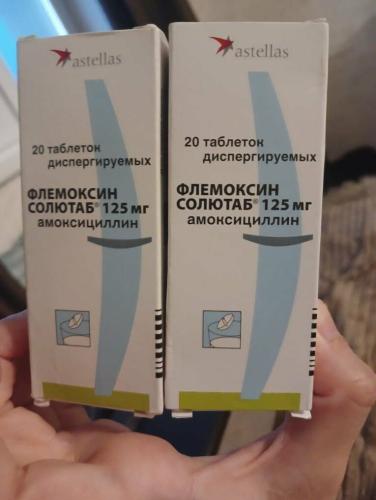 astellas
20 таблеток
диспергируемых
ФЛЕМОКСИН
СОЛЮТАБ® 125 мг
амоксициллин
astellas
20 таблеток
диспергируемых
ФЛЕМОКСИН
СОЛЮТАБ® 125 мг
амоксициллин